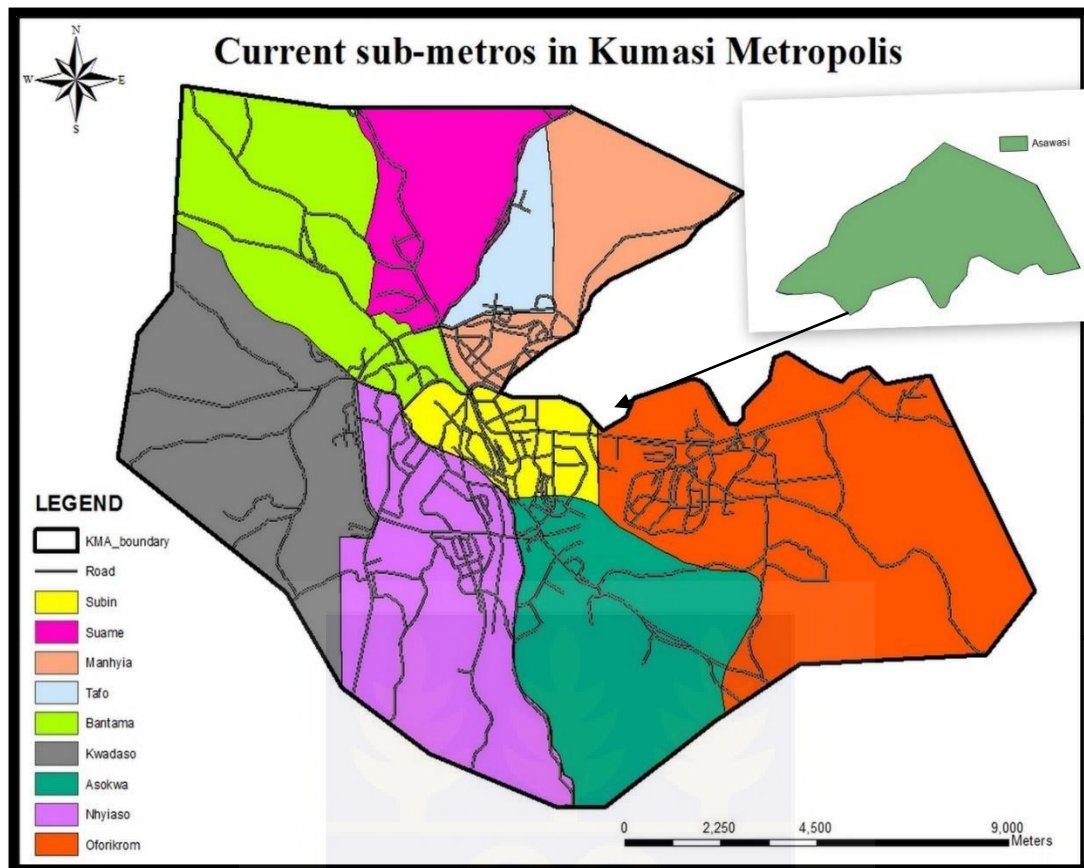 Current sub-metros in Kumasi Metropolis
N
W
E
S
Asawasi
LEGEND
KMA_boundary
Road
Subin
Suame
Manhyia
Tafo
Bantama
Kwadaso
Asokwa
Nhyiaso
Oforikrom
0 2,250 4,500 9,000
Meters